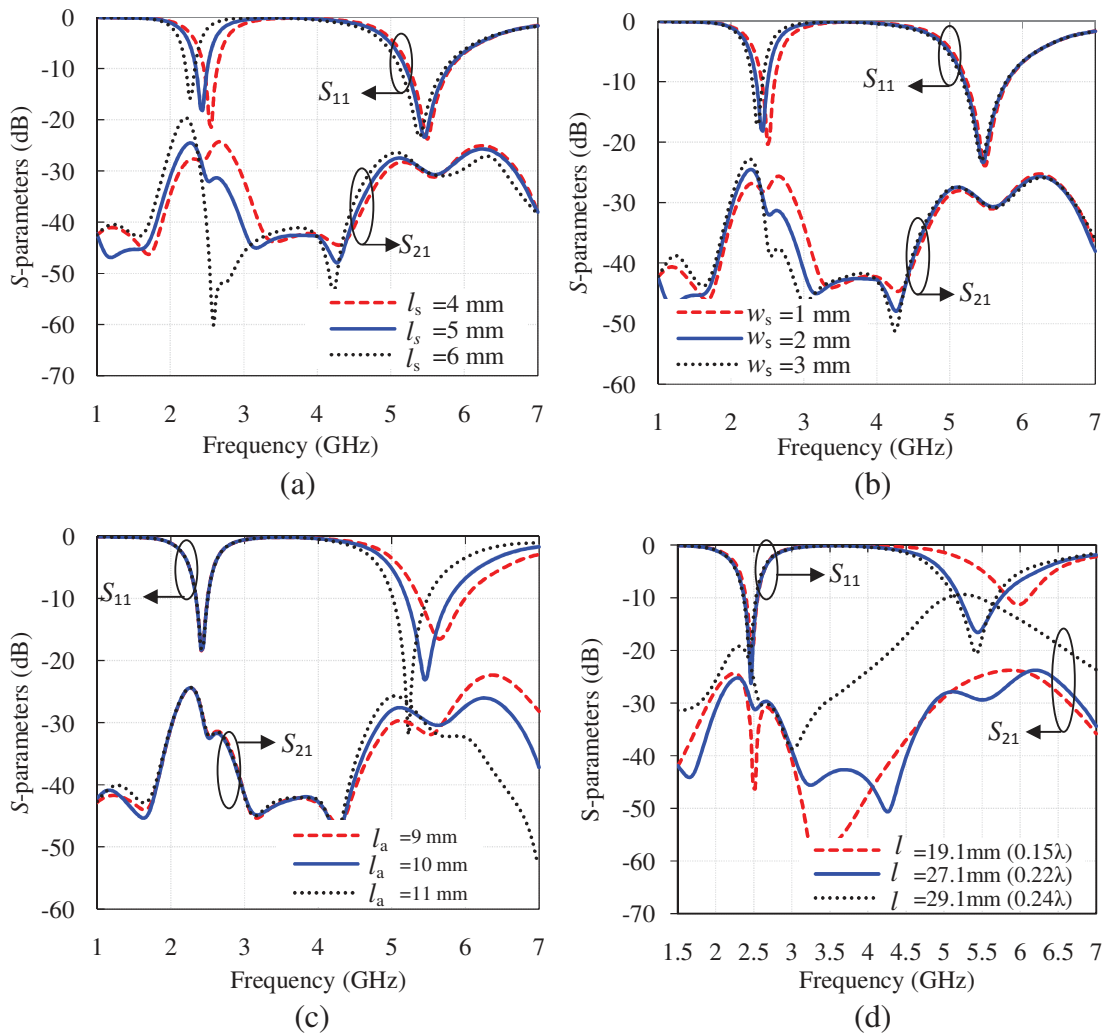 0
-10
-20
-30
-40
-50
-60
-70
S-parameters (dB)
S11
S21
ls =4 mm
ls =5 mm
ls =6 mm
1 2 3 4 5 6 7
Frequency (GHz)
(a)
0
-10
-20
-30
-40
-50
-60
S-parameters (dB)
S11
S21
ws =1 mm
ws =2 mm
ws =3 mm
1 2 3 4 5 6 7
Frequency (GHz)
(b)
0
-10
-20
-30
-40
-50
-60
S-parameters (dB)
S11
S21
la =9 mm
la =10 mm
la =11 mm
1 2 3 4 5 6 7
Frequency (GHz)
(c)
0
-10
-20
-30
-40
-50
-60
-70
S-parameters (dB)
S11
S21
l =19.1mm (0.15λ)
l =27.1mm (0.22λ)
l =29.1mm (0.24λ)
1.5 2 2.5 3 3.5 4 4.5 5 5.5 6 6.5 7
Frequency (GHz)
(d)